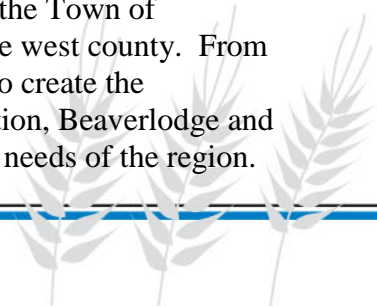 the Town of
e west county. From
o create the
tion, Beaverlodge and
needs of the region.